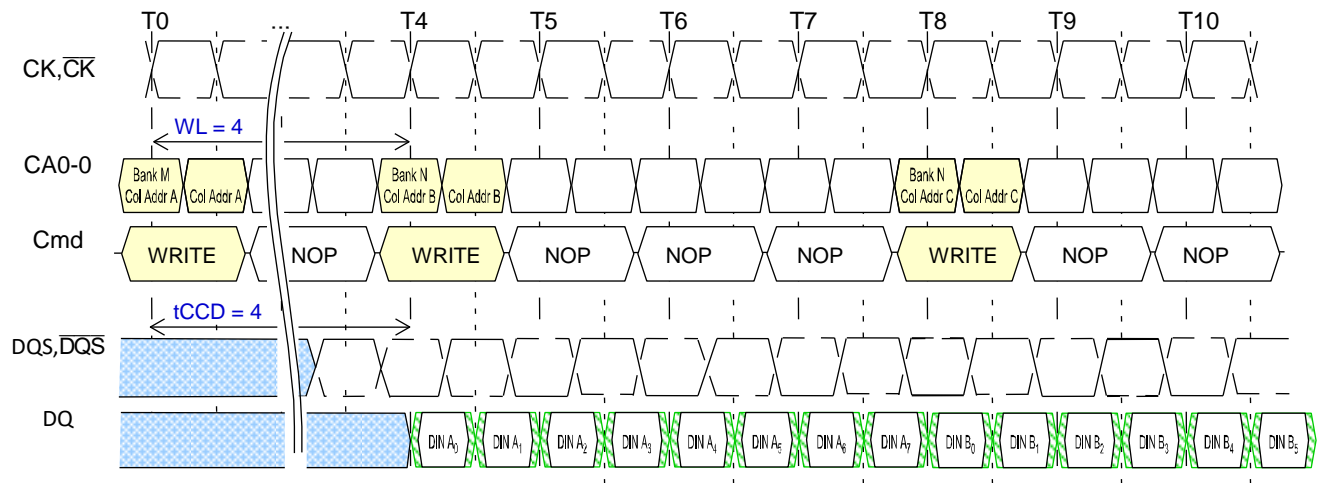 T0 ... T4 T5 T6 T7 T8 T9 T10
CK,CK
WL = 4
CA0-0
Bank M
Col Addr A
Col Addr A
Bank N
Col Addr B
Col Addr B
Bank N
Col Addr C
Col Addr C
Cmd
WRITE NOP WRITE NOP NOP NOP WRITE NOP NOP
tCCD = 4
DQS,DQS
DQ
DIN A0 DIN A1 DIN A2 DIN A3 DIN A4 DIN A5 DIN A6 DIN A7 DIN B0 DIN B1 DIN B2 DIN B3 DIN B4 DIN B5